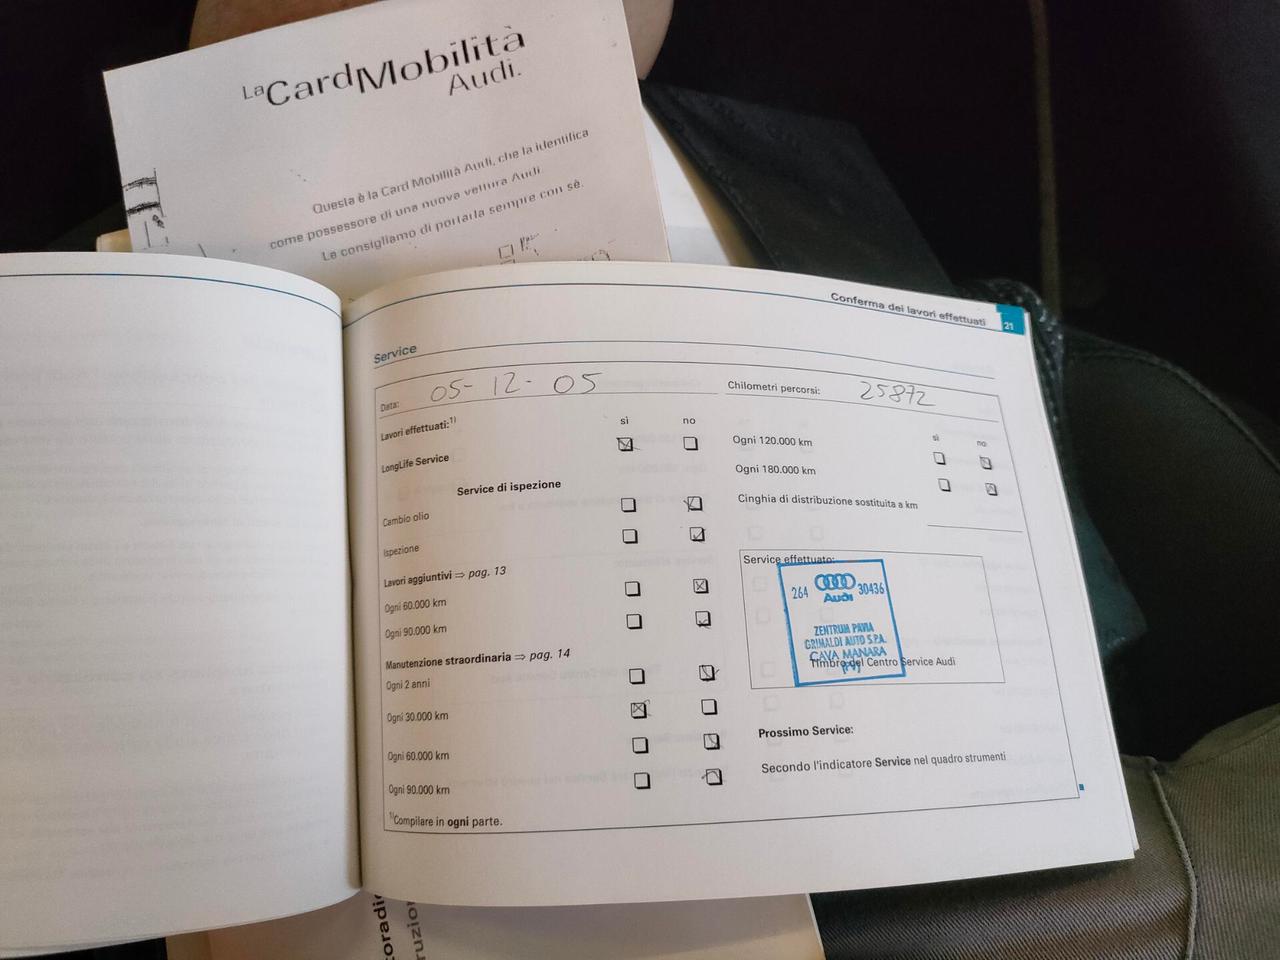 La CardMobilità
Audi.
Questa è la Card Mobilità Audi, che la identifica
come possessore di una nuova vettura Audi.
Le consigliamo di portarla sempre con sè.
Conferma dei lavori effettuati 21
Service
Data: 05-12-05
Chilometri percorsi: 25872
Lavori effettuati:1)
sì no
LongLife Service
Service di ispezione
Cambio olio
Ispezione
Lavori aggiuntivi ⇒ pag. 13
Ogni 60.000 km
Ogni 90.000 km
Manutenzione straordinaria ⇒ pag. 14
Ogni 2 anni
Ogni 30.000 km
Ogni 60.000 km
Ogni 90.000 km
1)Compilare in ogni parte.
sì no
Ogni 120.000 km
Ogni 180.000 km
Cinghia di distribuzione sostituita a km
Service effettuato:
264 Audi 30436
ZENTRUM PAVIA
GRIMALDI AUTO S.P.A.
CAVA MANARA
(PV)
Timbro del Centro Service Audi
Prossimo Service:
Secondo l'indicatore Service nel quadro strumenti